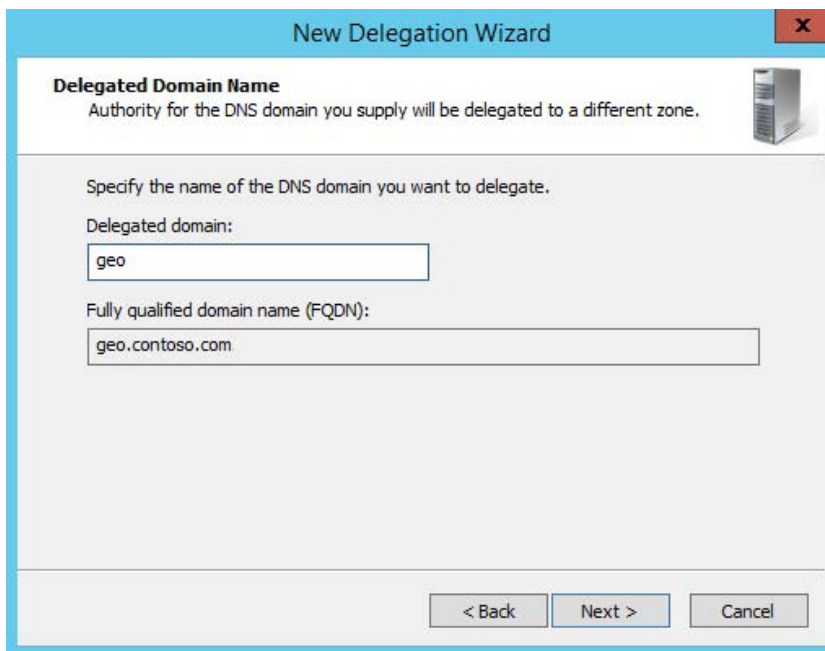 New Delegation Wizard
x
Delegated Domain Name
Authority for the DNS domain you supply will be delegated to a different zone.
Specify the name of the DNS domain you want to delegate.
Delegated domain:
geo
Fully qualified domain name (FQDN):
geo.contoso.com
< Back Next > Cancel